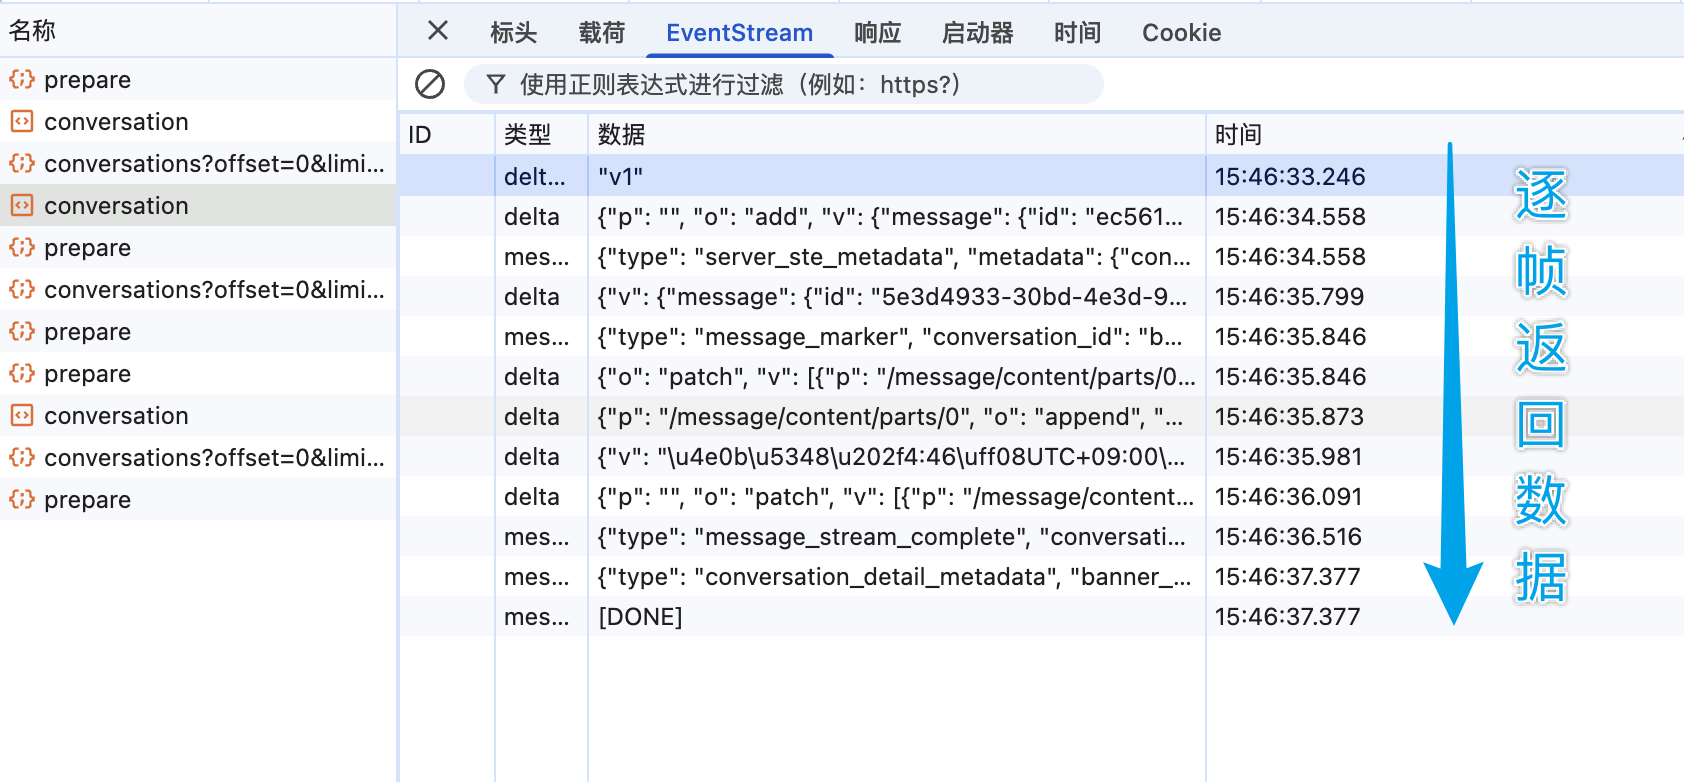 名称
prepare
conversation
conversations?offset=0&limi...
conversation
prepare
conversations?offset=0&limi...
prepare
prepare
conversation
conversations?offset=0&limi...
prepare
标头 载荷 EventStream 响应 启动器 时间 Cookie
使用正则表达式进行过滤（例如：https?）
ID 类型 数据 时间
delt... "v1" 15:46:33.246
delta {"p": "", "o": "add", "v": {"message": {"id": "ec561... 15:46:34.558
mes... {"type": "server_ste_metadata", "metadata": {"con... 15:46:34.558
delta {"v": {"message": {"id": "5e3d4933-30bd-4e3d-9... 15:46:35.799
mes... {"type": "message_marker", "conversation_id": "b... 15:46:35.846
delta {"o": "patch", "v": [{"p": "/message/content/parts/0... 15:46:35.846
delta {"p": "/message/content/parts/0", "o": "append", "... 15:46:35.873
delta {"v": "\u4e0b\u5348\u202f4:46\uff08UTC+09:00\... 15:46:35.981
delta {"p": "", "o": "patch", "v": [{"p": "/message/content... 15:46:36.091
mes... {"type": "message_stream_complete", "conversati... 15:46:36.516
mes... {"type": "conversation_detail_metadata", "banner_... 15:46:37.377
mes... [DONE] 15:46:37.377
逐帧返回数据